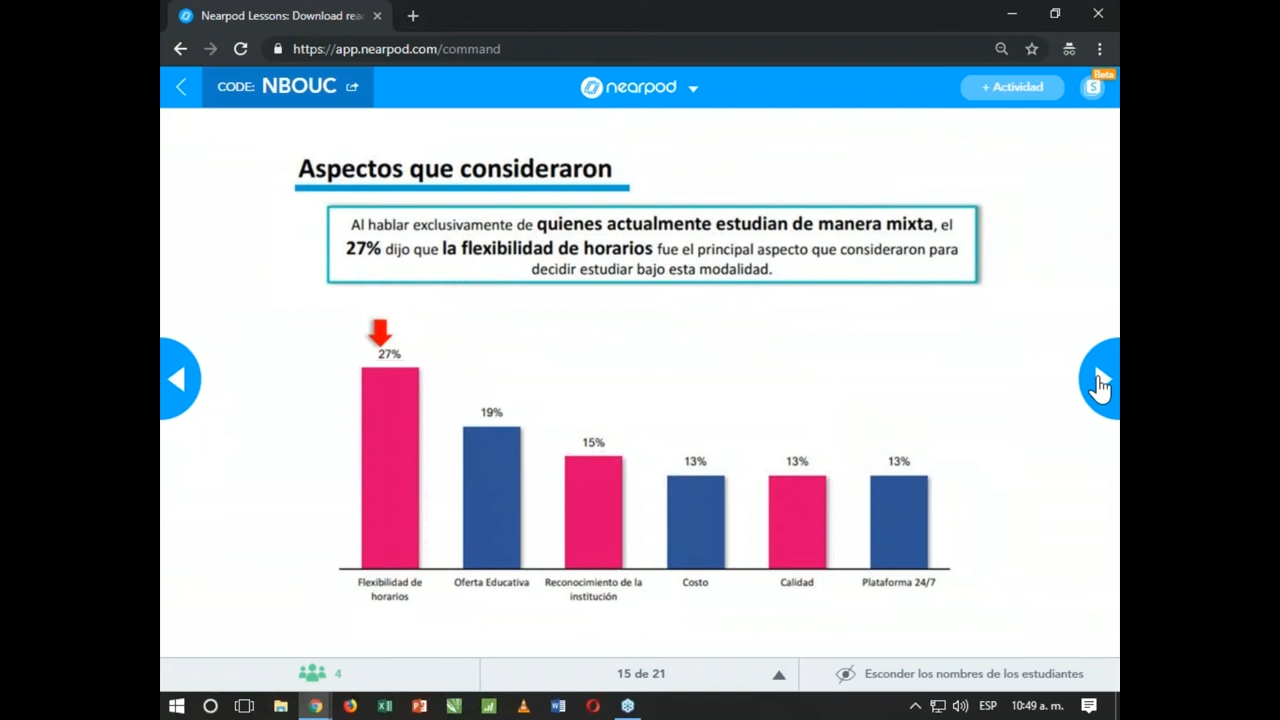 Nearpod Lessons: Download rea
https://app.nearpod.com/command
CODE: NBOUC
nearpod
+ Actividad
Beta
S
Aspectos que consideraron
Al hablar exclusivamente de quienes actualmente estudian de manera mixta, el
27% dijo que la flexibilidad de horarios fue el principal aspecto que consideraron para
decidir estudiar bajo esta modalidad.
27%
19%
15%
13%
13%
13%
Flexibilidad de
horarios
Oferta Educativa
Reconocimiento de la
institución
Costo
Calidad
Plataforma 24/7
4
15 de 21
Esconder los nombres de los estudiantes
ESP
10:49 a. m.